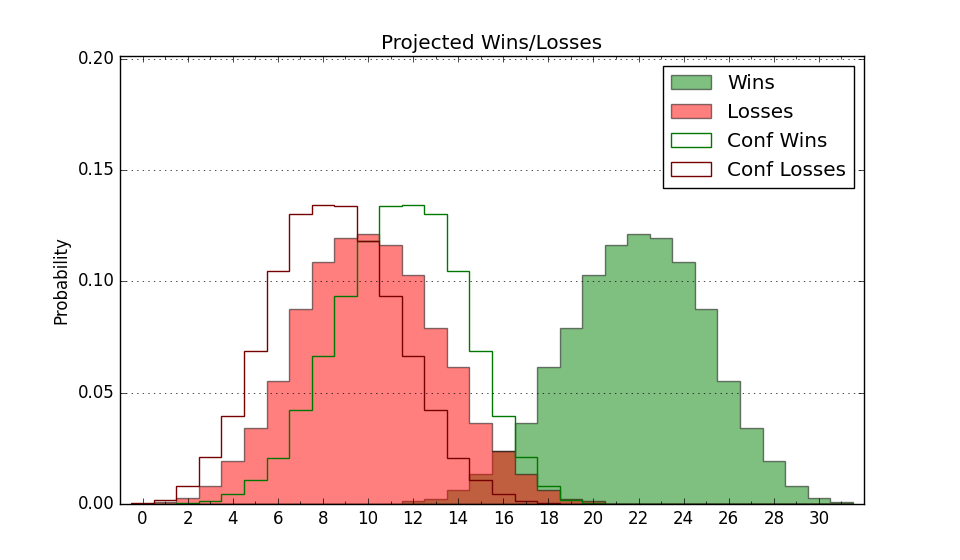 Projected Wins/Losses
0.20
0.15
0.10
0.05
0.00
Probability
Wins
Losses
Conf Wins
Conf Losses
0 2 4 6 8 10 12 14 16 18 20 22 24 26 28 30